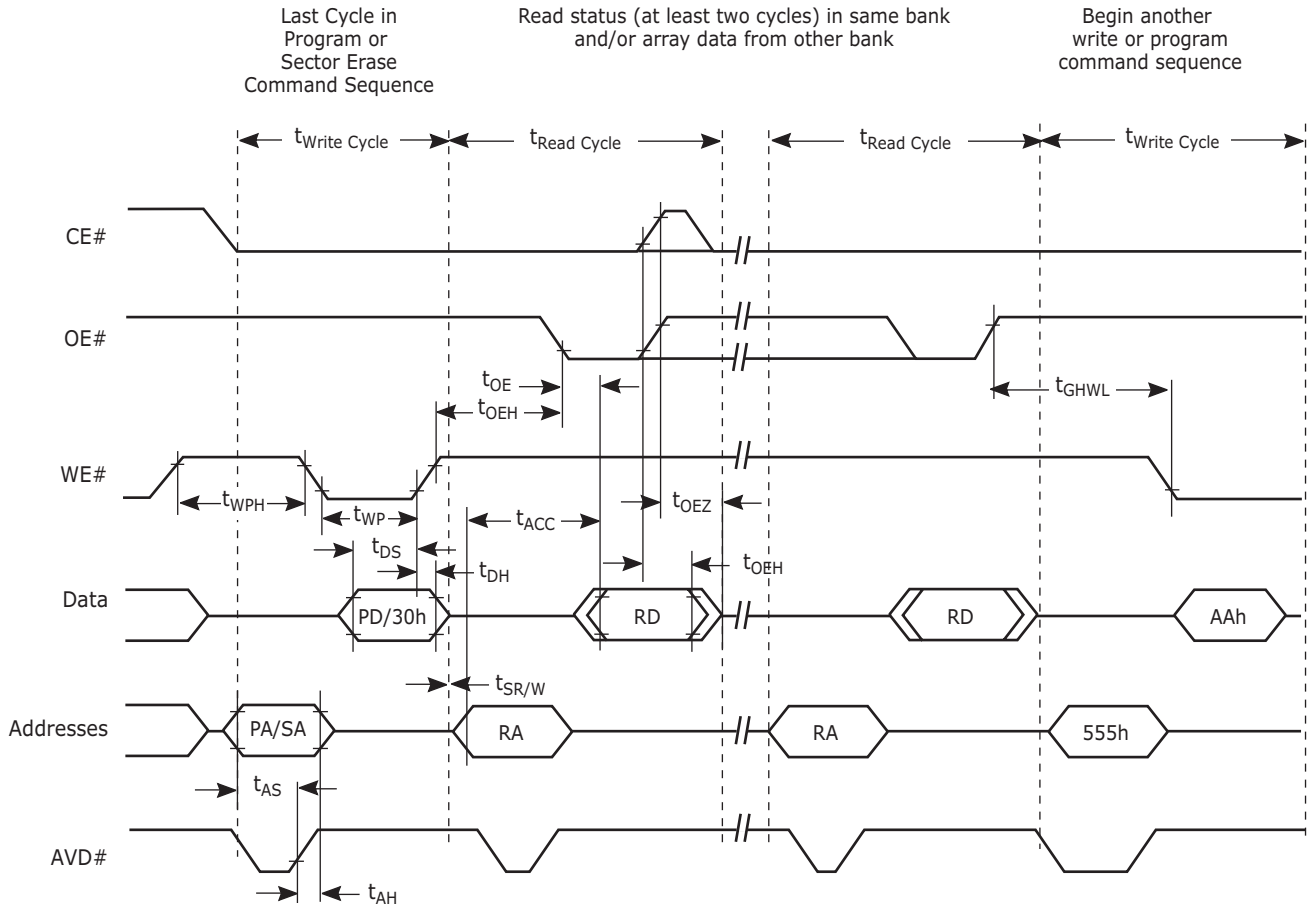 Last Cycle in
Program or
Sector Erase
Command Sequence
Read status (at least two cycles) in same bank
and/or array data from other bank
Begin another
write or program
command sequence
tWrite Cycle
tRead Cycle
tRead Cycle
tWrite Cycle
CE#
OE#
tOE
tOEH
tGHWL
WE#
tWPH
tWP
tOEZ
tACC
tDS
tOEH
tDH
Data
PD/30h
RD
RD
AAh
tSR/W
Addresses
PA/SA
RA
RA
555h
tAS
AVD#
tAH